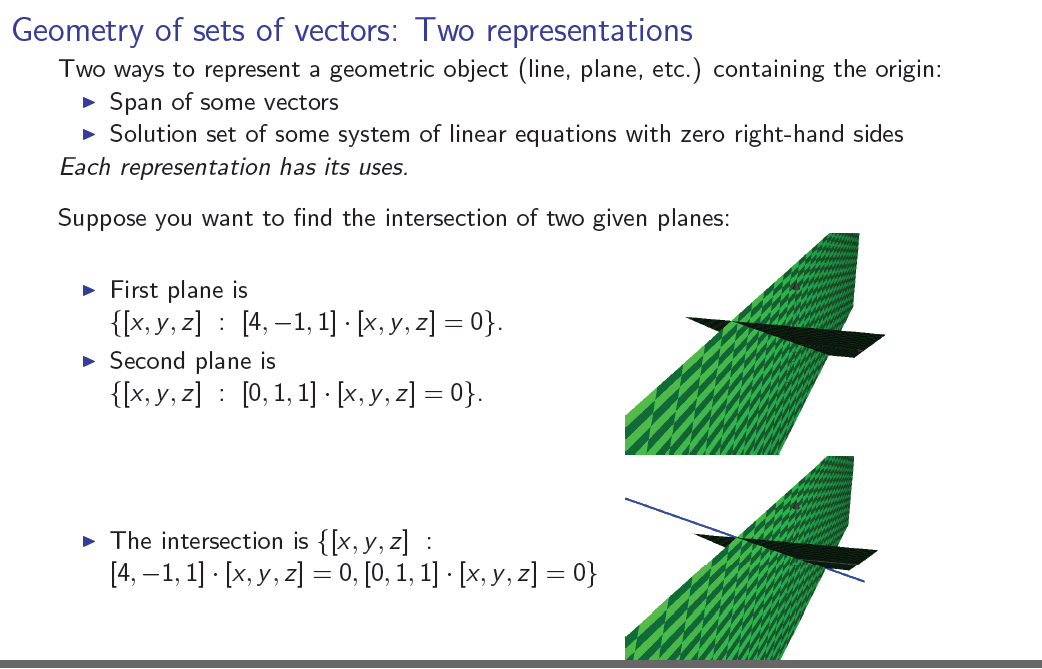 Geometry of sets of vectors: Two representations
Two ways to represent a geometric object (line, plane, etc.) containing the origin:
▶ Span of some vectors
▶ Solution set of some system of linear equations with zero right-hand sides
Each representation has its uses.
Suppose you want to find the intersection of two given planes:
▶ First plane is
{[x, y, z] : [4, −1, 1] · [x, y, z] = 0}.
▶ Second plane is
{[x, y, z] : [0, 1, 1] · [x, y, z] = 0}.
▶ The intersection is {[x, y, z] :
[4, −1, 1] · [x, y, z] = 0, [0, 1, 1] · [x, y, z] = 0}